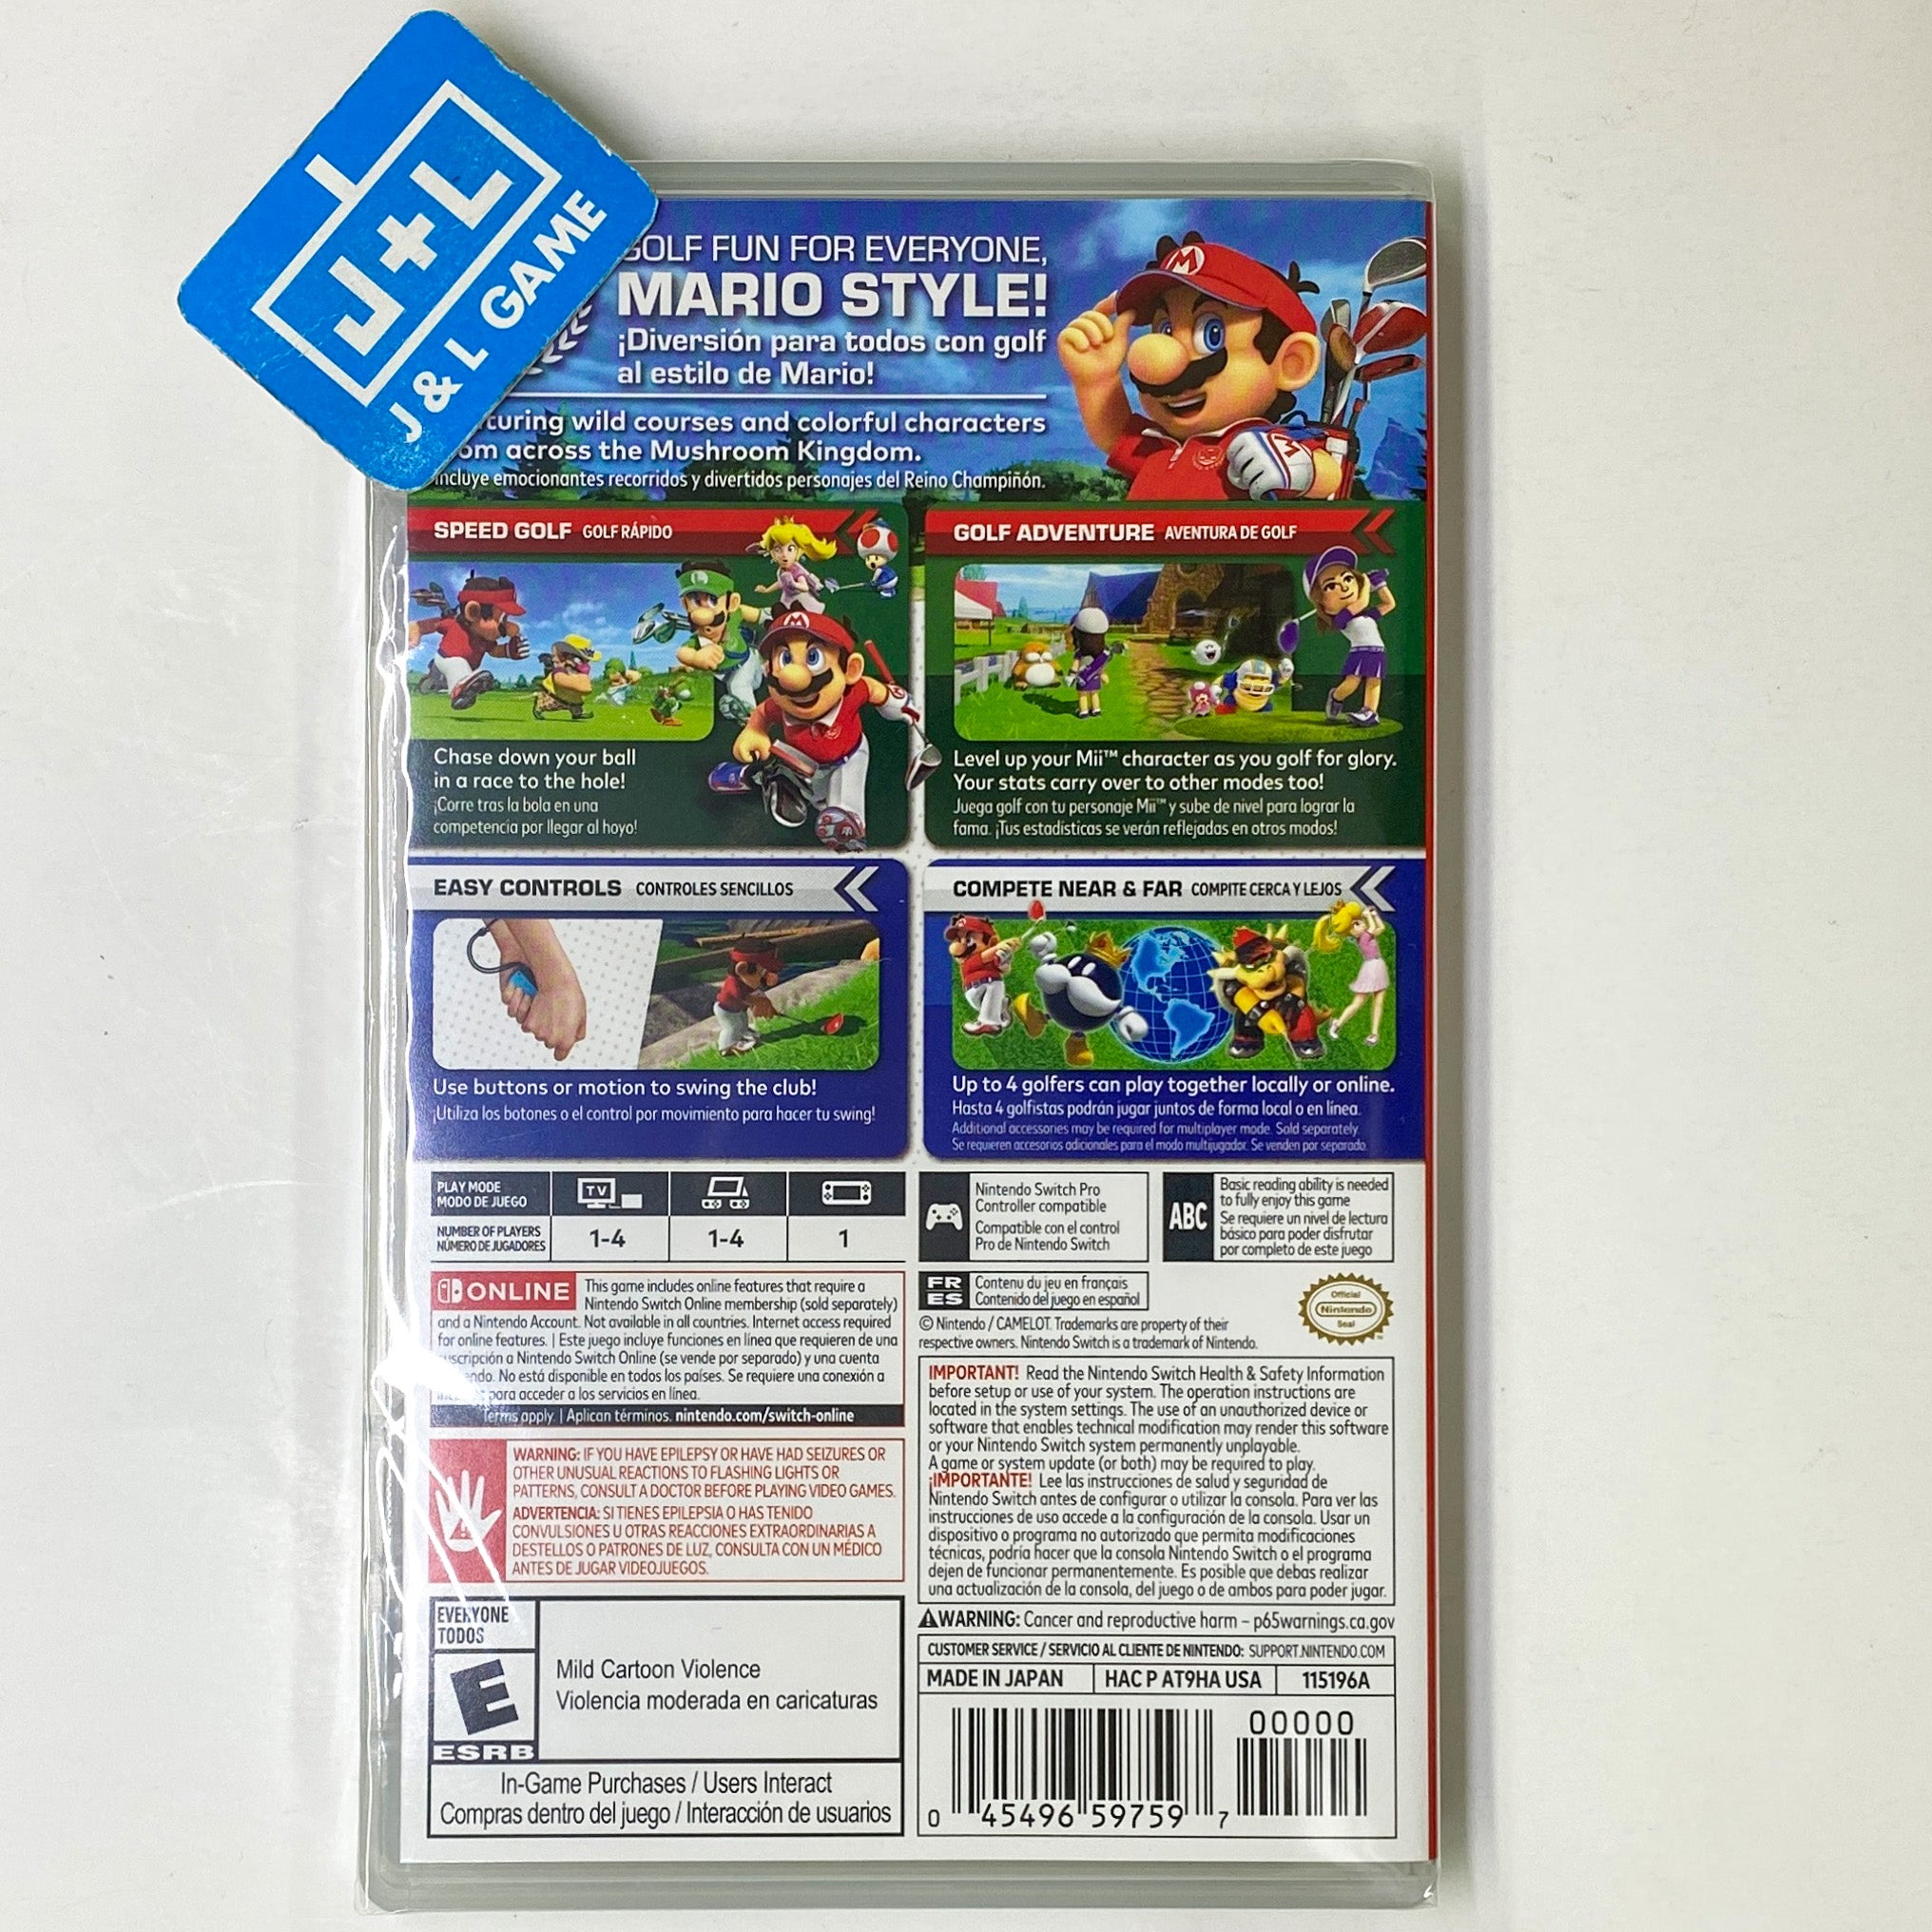 J+L
J & L GAME
GOLF FUN FOR EVERYONE,
MARIO STYLE!
¡Diversión para todos con golf
al estilo de Mario!
wild courses and colorful characters
across the Mushroom Kingdom.
Incluye emocionantes recorridos y divertidos personajes del Reino Champiñón.
SPEED GOLF GOLF RÁPIDO
Chase down your ball
in a race to the hole!
¡Corre tras la bola en una
competencia por llegar al hoyo!
GOLF ADVENTURE AVENTURA DE GOLF
Level up your Mii™ character as you golf for glory.
Your stats carry over to other modes too!
Juega golf con tu personaje Mii™ y sube de nivel para lograr la
fama. ¡Tus estadísticas se verán reflejadas en otros modos!
EASY CONTROLS CONTROLES SENCILLOS
Use buttons or motion to swing the club!
¡Utiliza los botones o el control por movimiento para hacer tu swing!
COMPETE NEAR & FAR COMPITE CERCA Y LEJOS
Up to 4 golfers can play together locally or online.
Hasta 4 golfistas podrán jugar juntos de forma local o en línea.
Additional accessories may be required for multiplayer mode. Sold separately.
Se requieren accesorios adicionales para el modo multijugador. Se venden por separado.
PLAY MODE
MODO DE JUEGO
TV
NUMBER OF PLAYERS
NÚMERO DE JUGADORES
1-4
1-4
1
Nintendo Switch Pro
Controller compatible
Compatible con el control
Pro de Nintendo Switch
ABC
Basic reading ability is needed
to fully enjoy this game
Se requiere un nivel de lectura
básico para poder disfrutar
por completo de este juego
ONLINE
This game includes online features that require a
Nintendo Switch Online membership (sold separately)
and a Nintendo Account. Not available in all countries. Internet access required
for online features. | Este juego incluye funciones en línea que requieren de una
suscripción a Nintendo Switch Online (se vende por separado) y una cuenta
No está disponible en todos los países. Se requiere una conexión a
para acceder a los servicios en línea.
Terms apply. | Aplican términos. nintendo.com/switch-online
FR
ES
Contenu du jeu en français
Contenido del juego en español
Official
Nintendo
Seal
© Nintendo / CAMELOT. Trademarks are property of their
respective owners. Nintendo Switch is a trademark of Nintendo.
WARNING: IF YOU HAVE EPILEPSY OR HAVE HAD SEIZURES OR
OTHER UNUSUAL REACTIONS TO FLASHING LIGHTS OR
PATTERNS, CONSULT A DOCTOR BEFORE PLAYING VIDEO GAMES.
ADVERTENCIA: SI TIENES EPILEPSIA O HAS TENIDO
CONVULSIONES U OTRAS REACCIONES EXTRAORDINARIAS A
DESTELLOS O PATRONES DE LUZ, CONSULTA CON UN MÉDICO
ANTES DE JUGAR VIDEOJUEGOS.
IMPORTANT! Read the Nintendo Switch Health & Safety Information
before setup or use of your system. The operation instructions are
located in the system settings. The use of an unauthorized device or
software that enables technical modification may render this software
or your Nintendo Switch system permanently unplayable.
A game or system update (or both) may be required to play.
¡IMPORTANTE! Lee las instrucciones de salud y seguridad de
Nintendo Switch antes de configurar o utilizar la consola. Para ver las
instrucciones de uso accede a la configuración de la consola. Usar un
dispositivo o programa no autorizado que permita modificaciones
técnicas, podría hacer que la consola Nintendo Switch o el programa
dejen de funcionar permanentemente. Es posible que debas realizar
una actualización de la consola, del juego o de ambos para poder jugar.
WARNING: Cancer and reproductive harm – p65warnings.ca.gov
CUSTOMER SERVICE / SERVICIO AL CLIENTE DE NINTENDO: SUPPORT.NINTENDO.COM
MADE IN JAPAN
HAC P AT9HA USA
115196A
EVERYONE
TODOS
E
ESRB
Mild Cartoon Violence
Violencia moderada en caricaturas
In-Game Purchases / Users Interact
Compras dentro del juego / Interacción de usuarios
00000
0 45496 59759 7